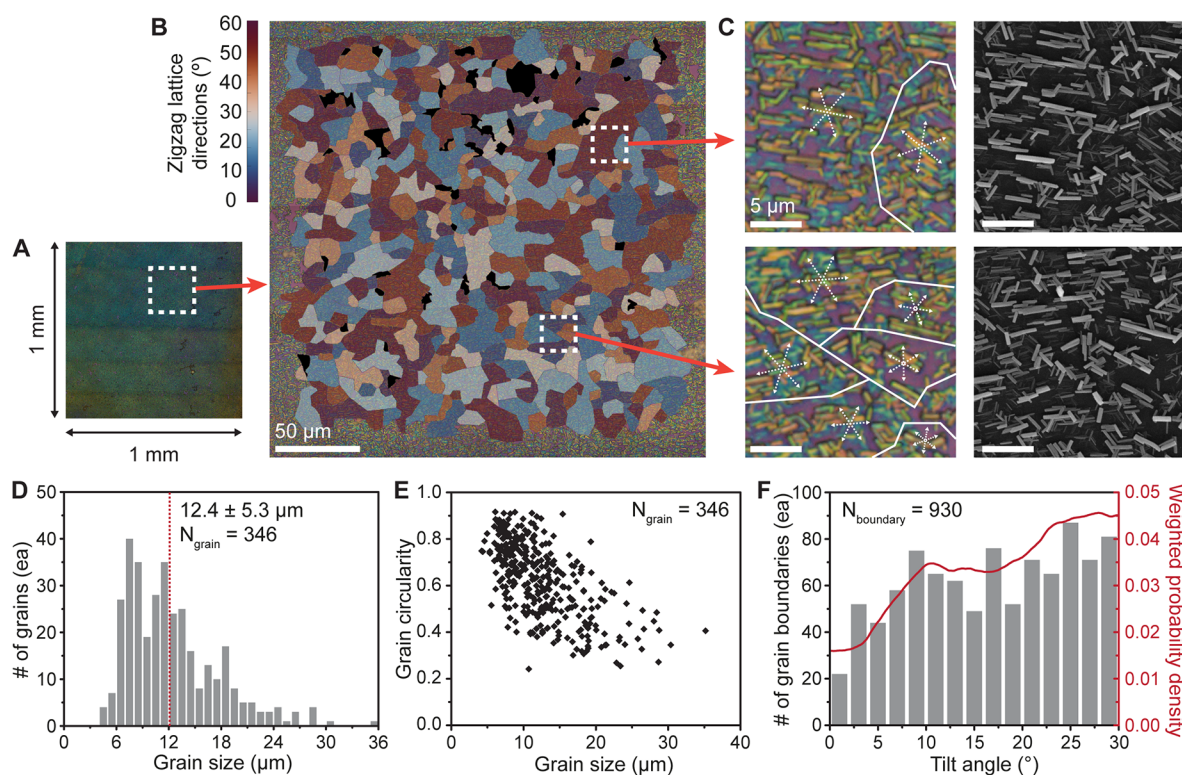 B
Zigzag lattice
directions (º)
60
50
40
30
20
10
0
50 µm
C
5 µm
A
1 mm
1 mm
D
# of grains (ea)
50
40
30
20
10
0
12.4 ± 5.3 µm
Ngrain = 346
0 6 12 18 24 30 36
Grain size (µm)
E
Grain circularity
1.0
0.8
0.6
0.4
0.2
0.0
Ngrain = 346
0 10 20 30 40
Grain size (µm)
F
# of grain boundaries (ea)
100
80
60
40
20
0
Nboundary = 930
0 5 10 15 20 25 30
Tilt angle (°)
0.05
0.04
0.03
0.02
0.01
0.00
Weighted
probability density